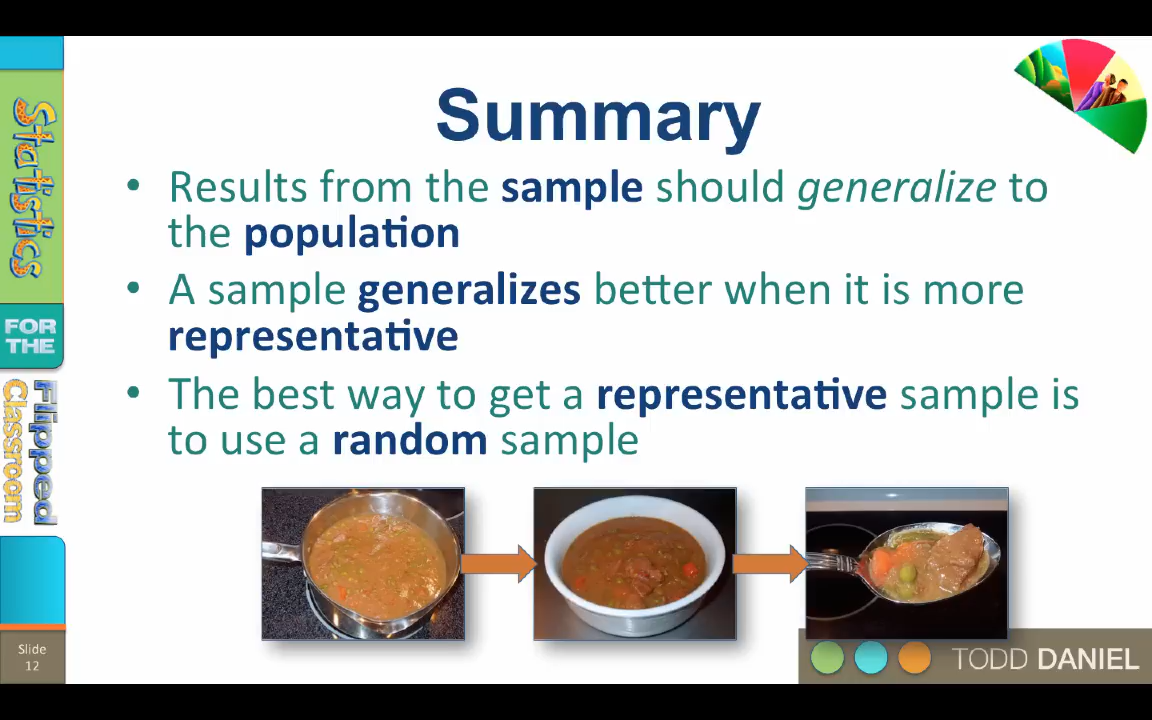 Summary
• Results from the sample should generalize to
the population
• A sample generalizes better when it is more
representative
• The best way to get a representative sample is
to use a random sample
Statistics
FOR
THE
Flipped
Classroom
Slide
12
TODD DANIEL